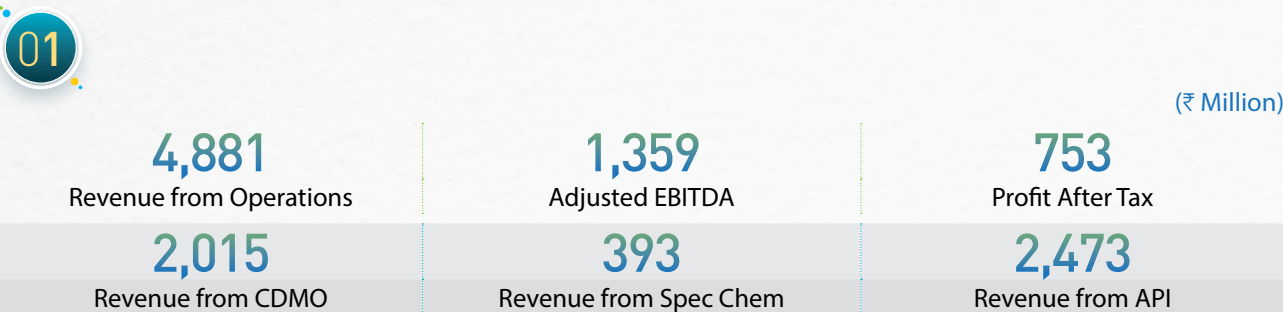 01
(₹ Million)
4,881 1,359 753
Revenue from Operations Adjusted EBITDA Profit After Tax
2,015 393 2,473
Revenue from CDMO Revenue from Spec Chem Revenue from API